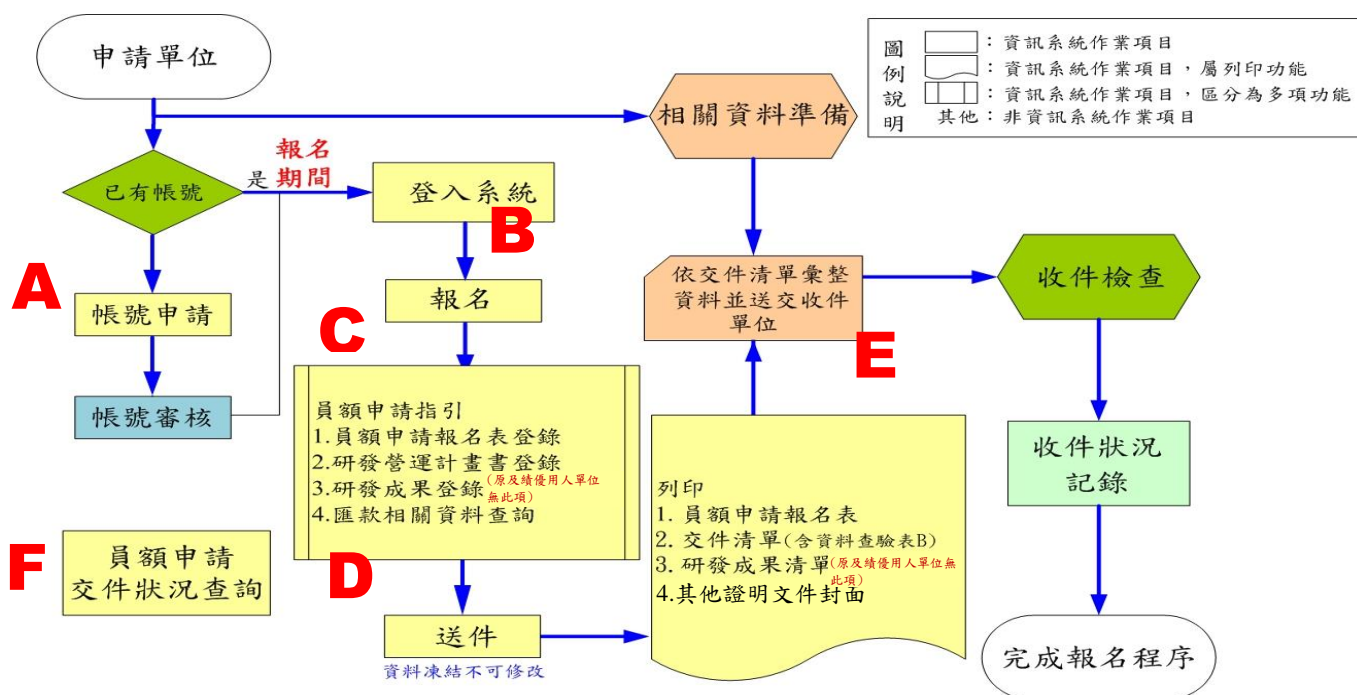 申請單位
已有帳號
是
報名
期間
A
帳號申請
帳號審核
登入系統
B
報名
C
員額申請指引
1.員額申請報名表登錄
2.研發營運計畫書登錄
3.研發成果登錄(原及績優用人單位
無此項)
4.匯款相關資料查詢
D
送件
資料凍結不可修改
F
員額申請
交件狀況查詢
相關資料準備
依交件清單彙整
資料並送交收件
單位
E
列印
1. 員額申請報名表
2. 交件清單(含資料查驗表B)
3. 研發成果清單(原及績優用人單位無
此項)
4.其他證明文件封面
圖
例
說
明
：資訊系統作業項目
：資訊系統作業項目，屬列印功能
：資訊系統作業項目，區分為多項功能
其他：非資訊系統作業項目
收件檢查
收件狀況
記錄
完成報名程序